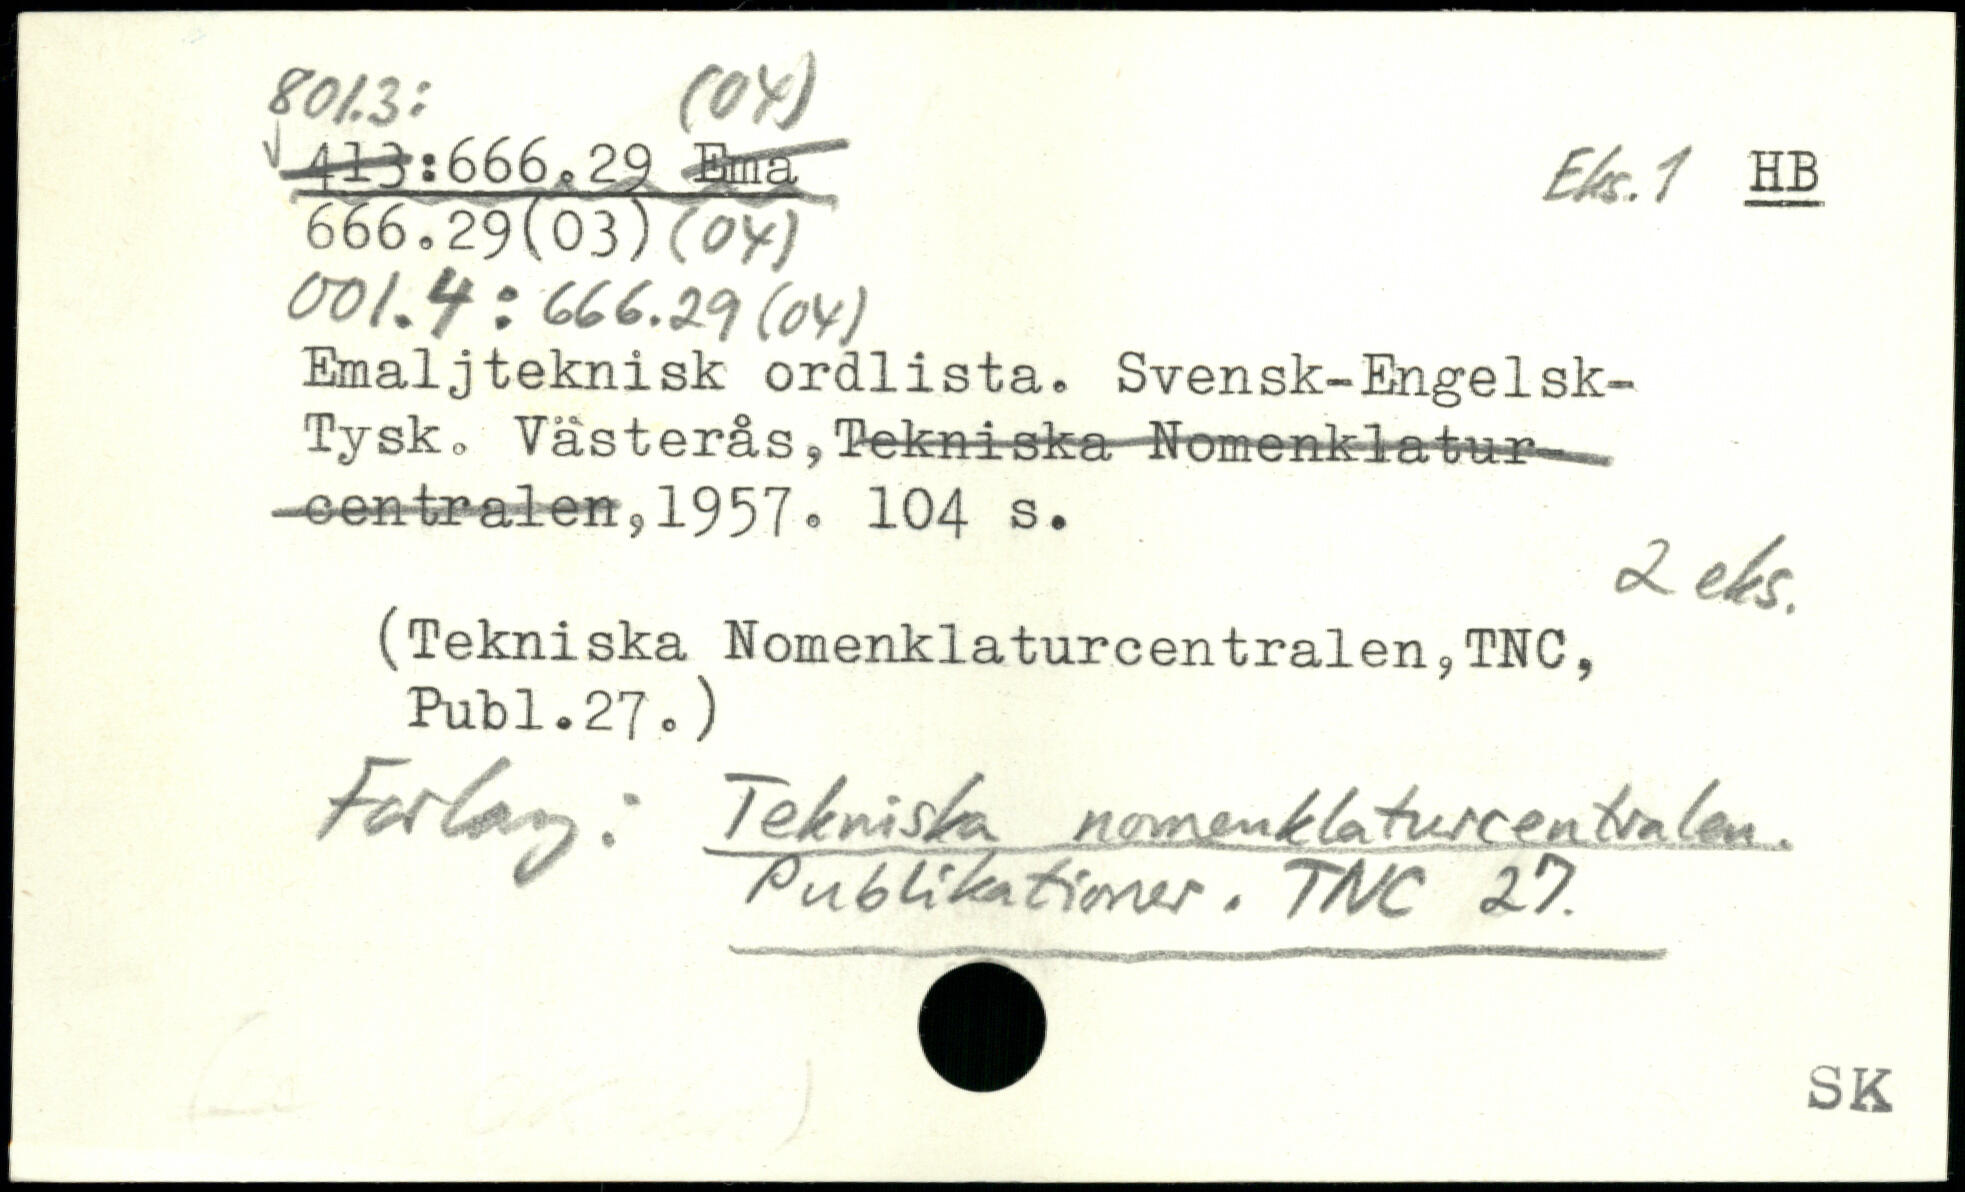 801.3: (04)
413:666.29 Ema
Eks.1 HB
666.29(03) (04)
001.4: 666.29 (04)
Emaljteknisk ordlista. Svensk-Engelsk-
Tysk. Västerås,Tekniska Nomenklatur-
centralen,1957. 104 s.
2 eks.
(Tekniska Nomenklaturcentralen,TNC,
Publ.27.)
Forlag: Tekniska nomenklaturcentralen.
Publikationer. TNC 27.
SK